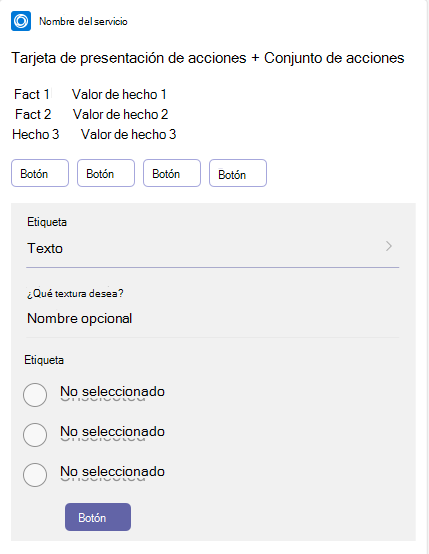 Nombre del servicio
Tarjeta de presentación de acciones + Conjunto de acciones
Fact 1 Valor de hecho 1
Fact 2 Valor de hecho 2
Hecho 3 Valor de hecho 3
Botón Botón Botón Botón
Etiqueta
Texto
¿Qué textura desea?
Nombre opcional
Etiqueta
No seleccionado
No seleccionado
No seleccionado
Botón